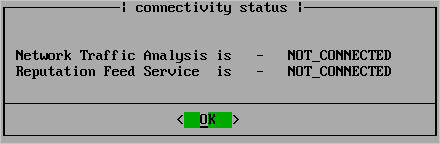 connectivity status
Network Traffic Analysis is - NOT_CONNECTED
Reputation Feed Service is - NOT_CONNECTED
< OK >